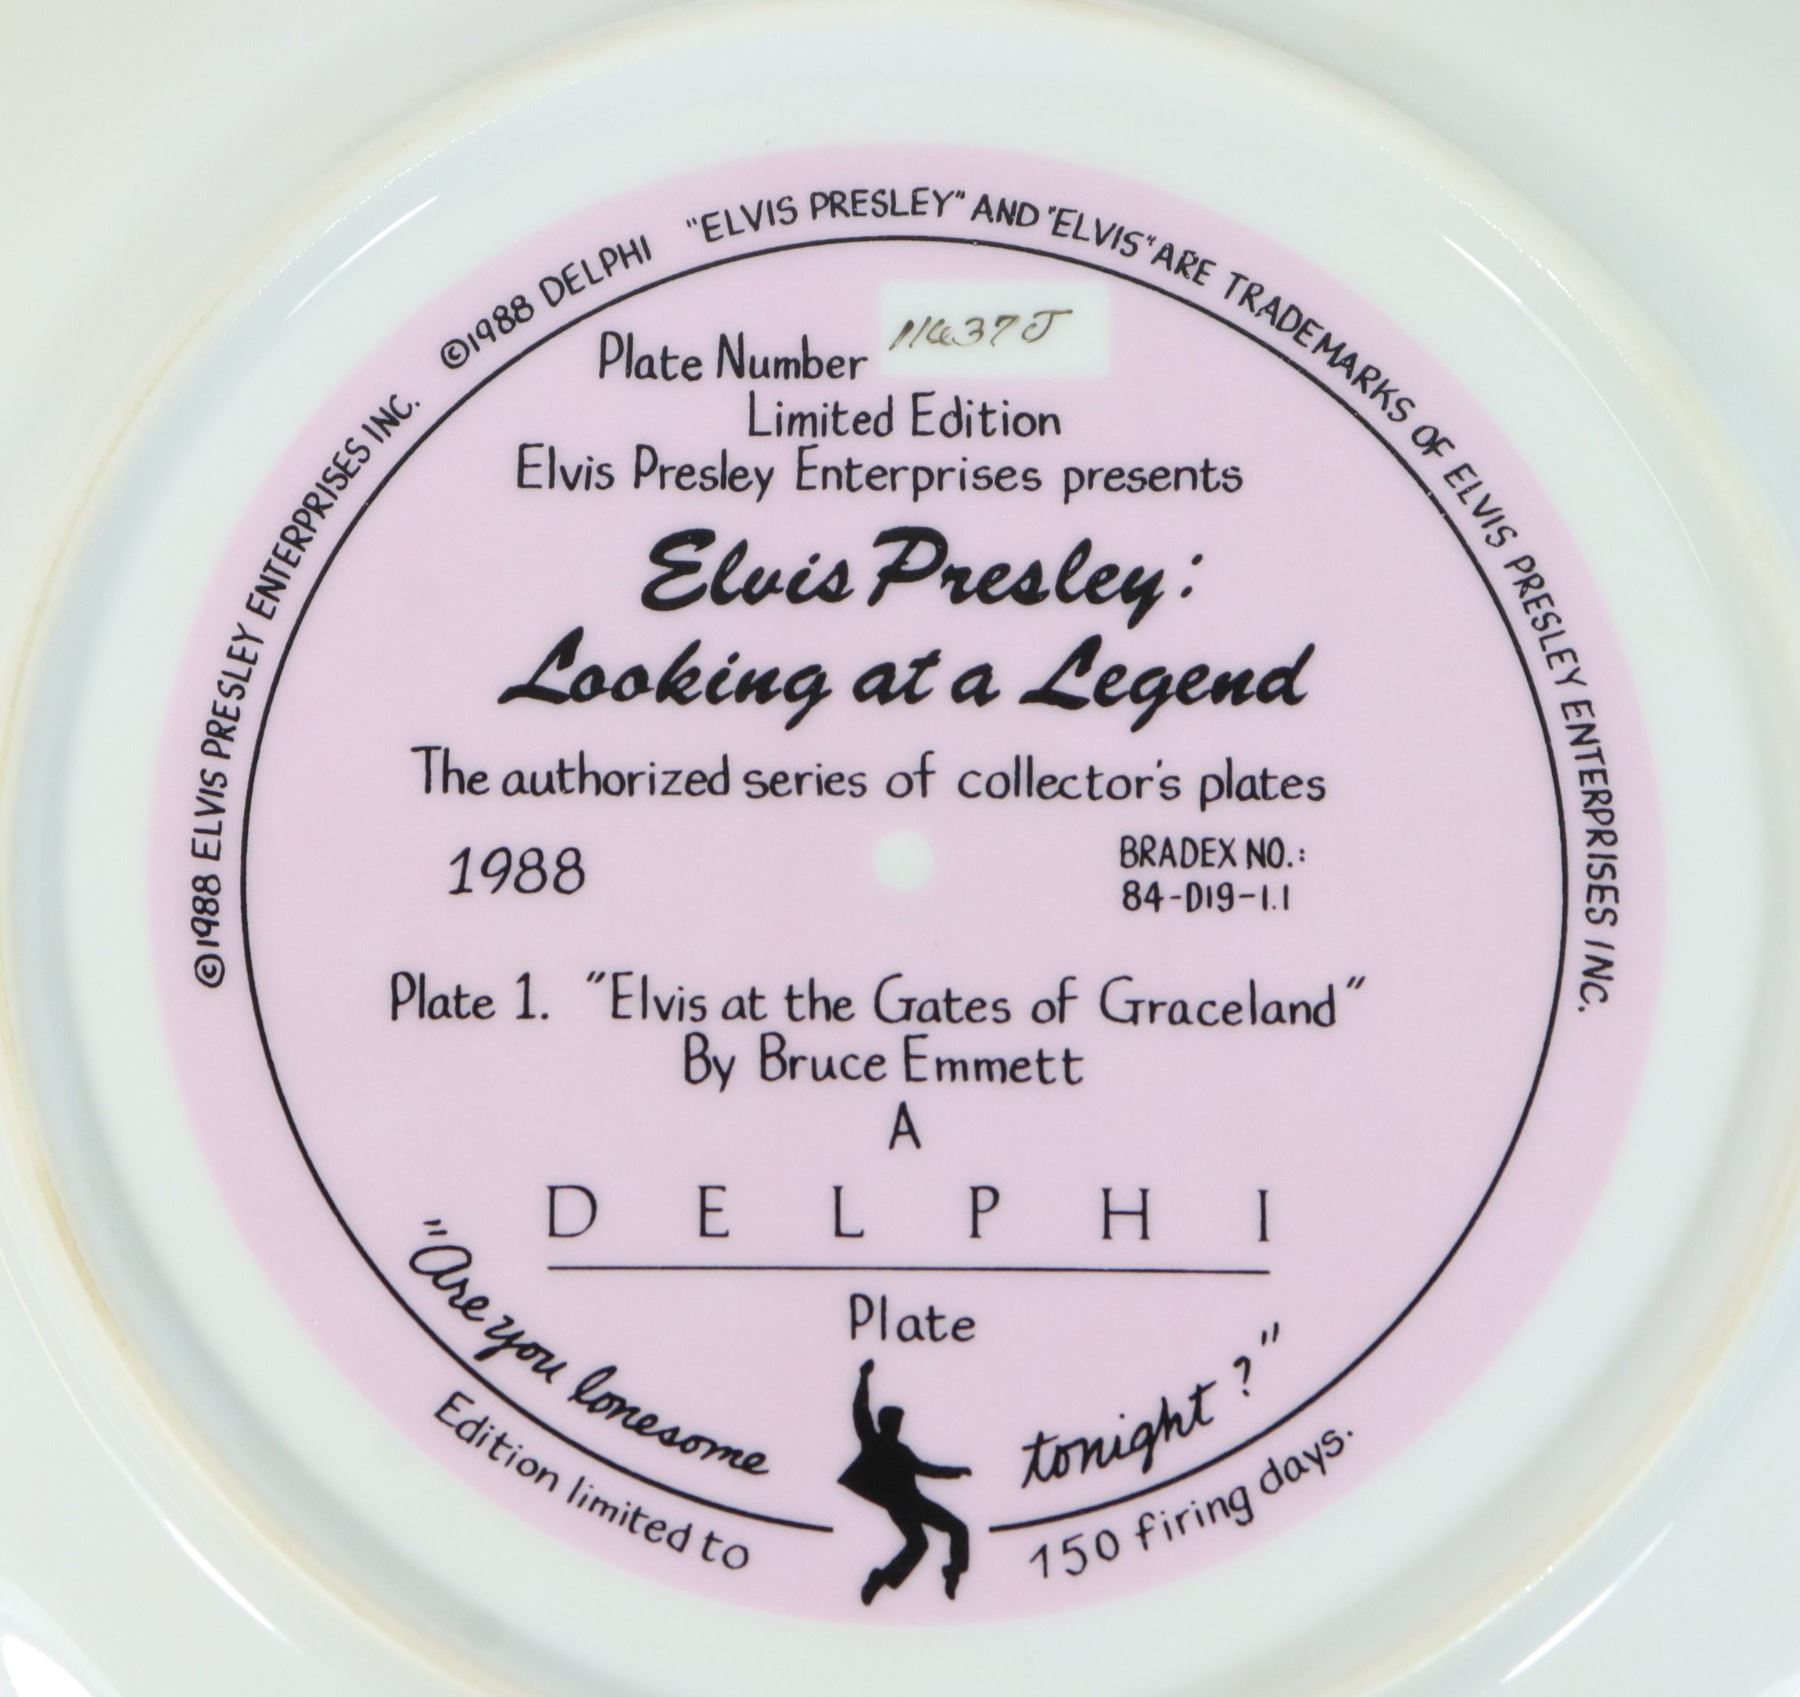 ©1988 ELVIS PRESLEY ENTERPRISES INC. ©1988 DELPHI "ELVIS PRESLEY" AND "ELVIS" ARE TRADEMARKS OF ELVIS PRESLEY ENTERPRISES INC.
Plate Number
Limited Edition
Elvis Presley Enterprises presents
Elvis Presley:
Looking at a Legend
The authorized series of collector's plates
1988
BRADEX NO.:
84-D19-1.1
Plate 1. "Elvis at the Gates of Graceland"
By Bruce Emmett
A
DELPHI
Plate
"Are you lonesome tonight?"
Edition limited to 150 firing days.